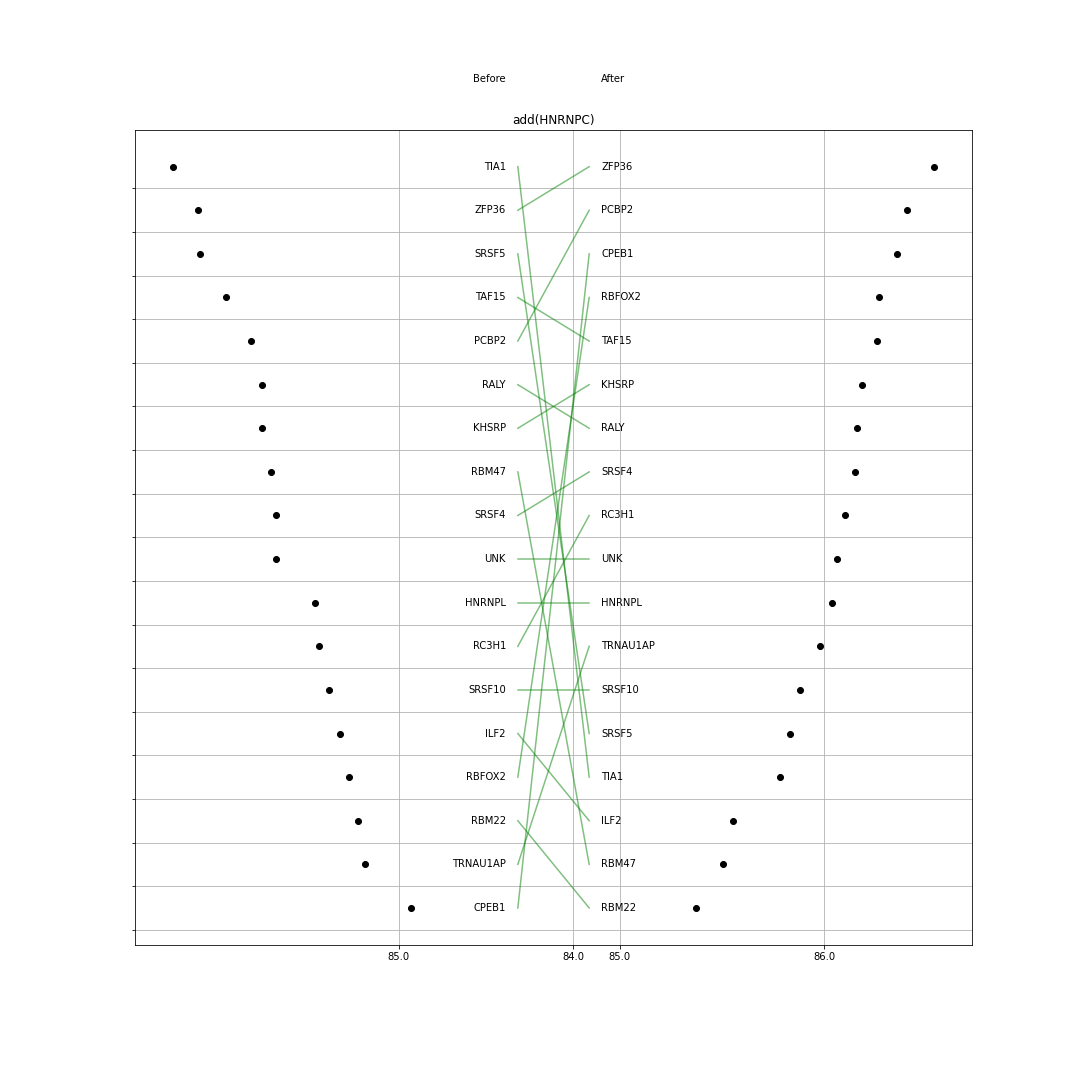 Before After
add(HNRNPC)
TIA1 ZFP36
ZFP36 PCBP2
SRSF5 CPEB1
TAF15 RBFOX2
PCBP2 TAF15
RALY KHSRP
KHSRP RALY
RBM47 SRSF4
SRSF4 RC3H1
UNK UNK
HNRNPL HNRNPL
RC3H1 TRNAU1AP
SRSF10 SRSF10
ILF2 SRSF5
RBFOX2 TIA1
RBM22 ILF2
TRNAU1AP RBM47
CPEB1 RBM22
85.0 84.0 85.0 86.0